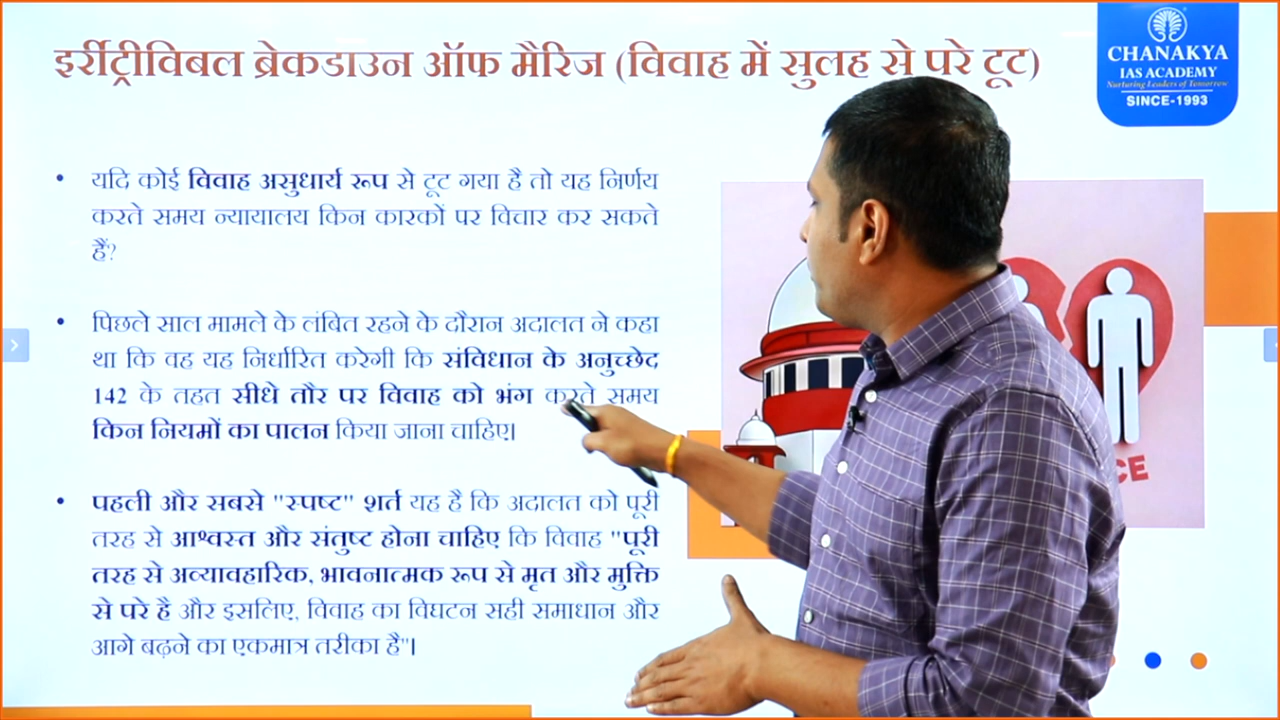 इर्रीट्रीविबल ब्रेकडाउन ऑफ मैरिज (विवाह में सुलह से परे टूट)
CHANAKYA
IAS ACADEMY
Nurturing Leaders of Tomorrow
SINCE-1993
• यदि कोई विवाह असुधार्य रूप से टूट गया है तो यह निर्णय
करते समय न्यायालय किन कारकों पर विचार कर सकते
हैं?
• पिछले साल मामले के लंबित रहने के दौरान अदालत ने कहा
था कि वह यह निर्धारित करेगी कि संविधान के अनुच्छेद
142 के तहत सीधे तौर पर विवाह को भंग करते समय
किन नियमों का पालन किया जाना चाहिए।
• पहली और सबसे "स्पष्ट" शर्त यह है कि अदालत को पूरी
तरह से आश्वस्त और संतुष्ट होना चाहिए कि विवाह "पूरी
तरह से अव्यावहारिक, भावनात्मक रूप से मृत और मुक्ति
से परे है और इसलिए, विवाह का विघटन सही समाधान और
आगे बढ़ने का एकमात्र तरीका है"।
CE